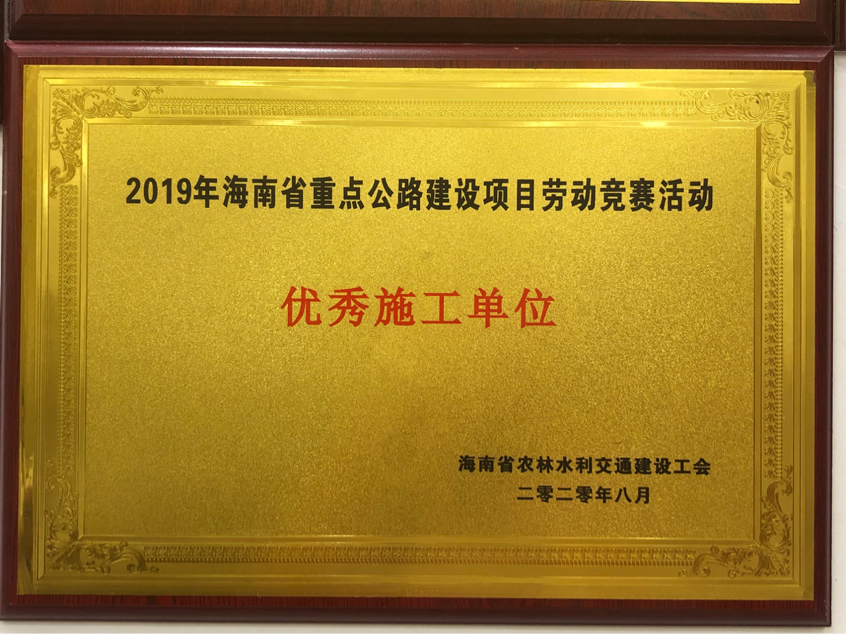 2019年海南省重点公路建设项目劳动竞赛活动
优秀施工单位
海南省农林水利交通建设工会
二零二零年八月